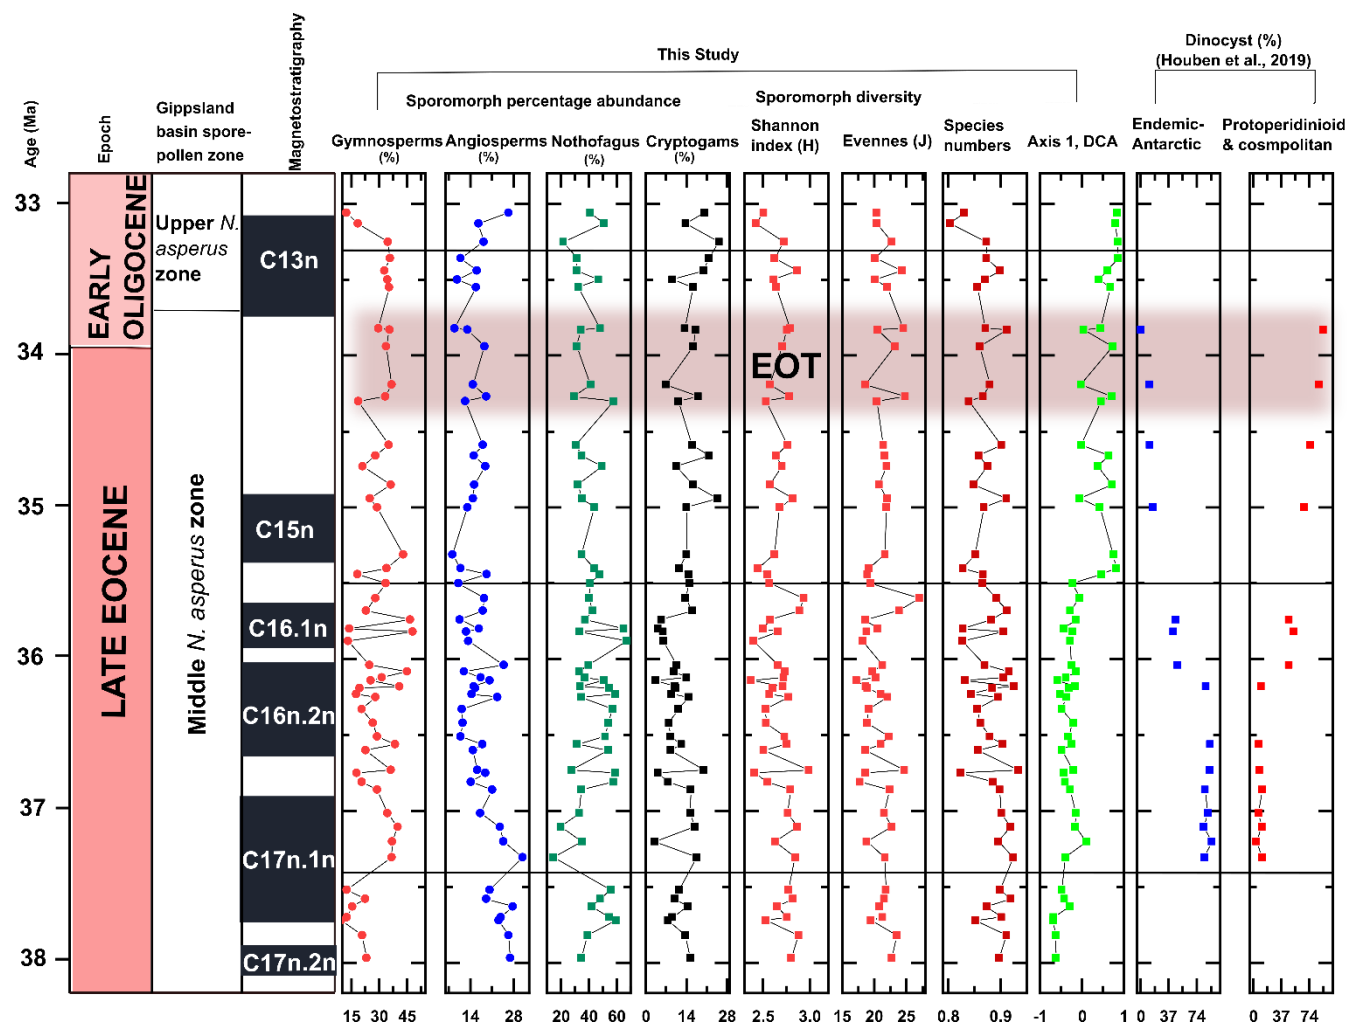 Dinocyst (%)
(Houben et al., 2019)
This Study
Sporomorph percentage abundance
Sporomorph diversity
Age (Ma)
Epoch
Gippsland
basin spore-
pollen zone
Magnetostratigraphy
Gymnosperms
(%)
Angiosperms
(%)
Nothofagus
(%)
Cryptogams
(%)
Shannon
index (H)
Evennes (J)
Species
numbers
Axis 1, DCA
Endemic-
Antarctic
Protoperidinioid
& cosmpolitan
33
34
35
36
37
38
EARLY
OLIGOCENE
LATE EOCENE
Upper N.
asperus
zone
Middle N. asperus zone
C13n
C15n
C16.1n
C16n.2n
C17n.1n
C17n.2n
EOT
15 30 45
14 28
20 40 60
0 14 28
2.5 3.0
15 20 25
0.8 0.9
-1 0 1
0 37 74
0 37 74